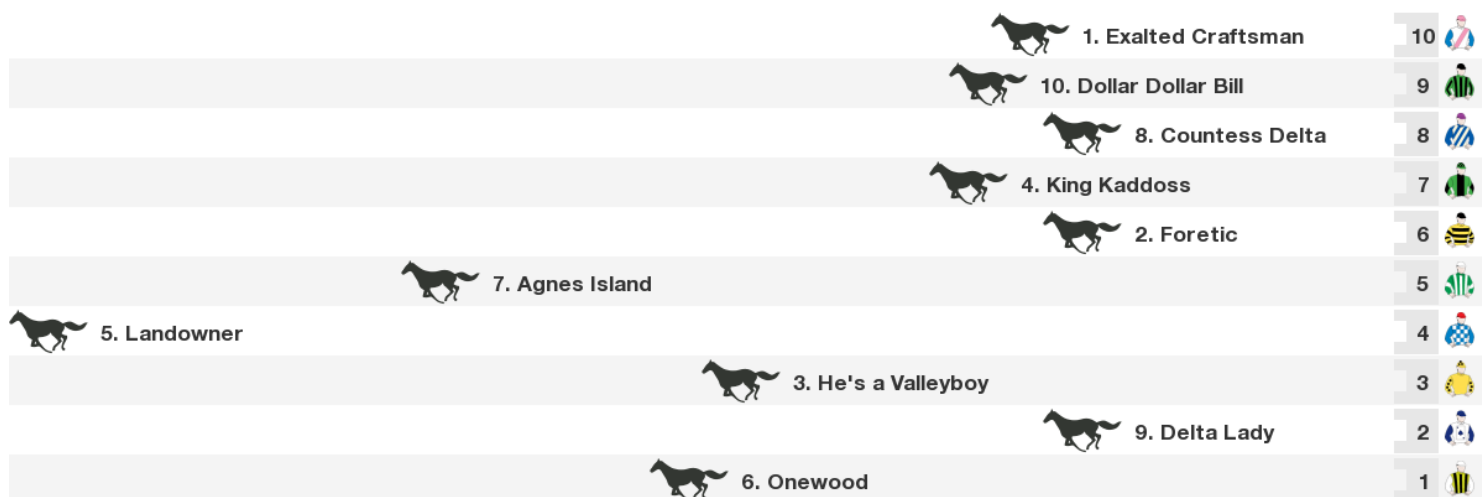 1. Exalted Craftsman 10
10. Dollar Dollar Bill 9
8. Countess Delta 8
4. King Kaddoss 7
2. Foretic 6
7. Agnes Island 5
5. Landowner 4
3. He's a Valleyboy 3
9. Delta Lady 2
6. Onewood 1